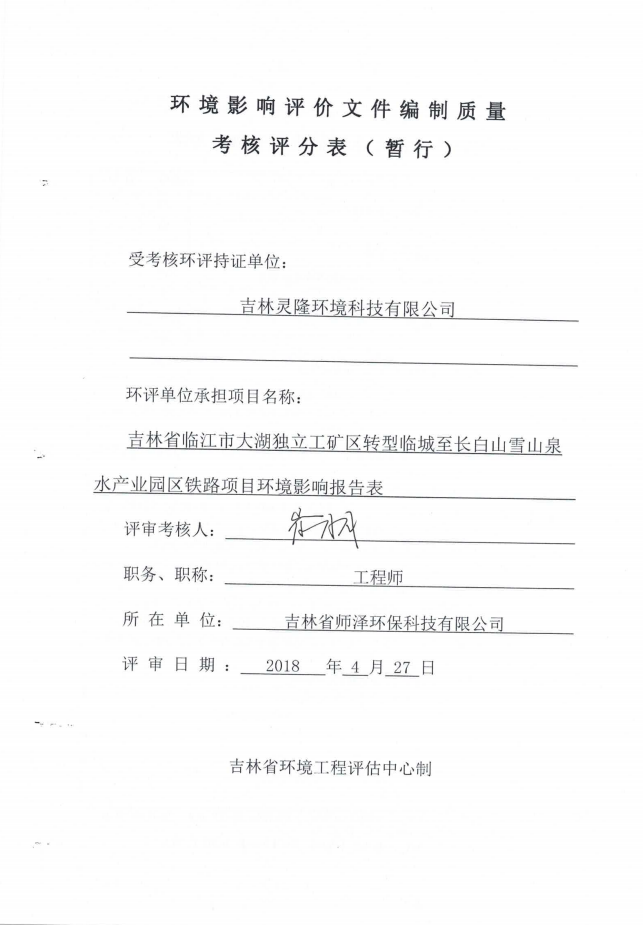 环境影响评价文件编制质量
考核评分表（暂行）
受考核环评持证单位：
吉林灵隆环境科技有限公司
环评单位承担项目名称：
吉林省临江市大湖独立工矿区转型临城至长白山雪山泉
水产业园区铁路项目环境影响报告表
评审考核人：
职务、职称： 工程师
所 在 单 位： 吉林省师泽环保科技有限公司
评 审 日 期 ： 2018 年 4 月 27 日
吉林省环境工程评估中心制